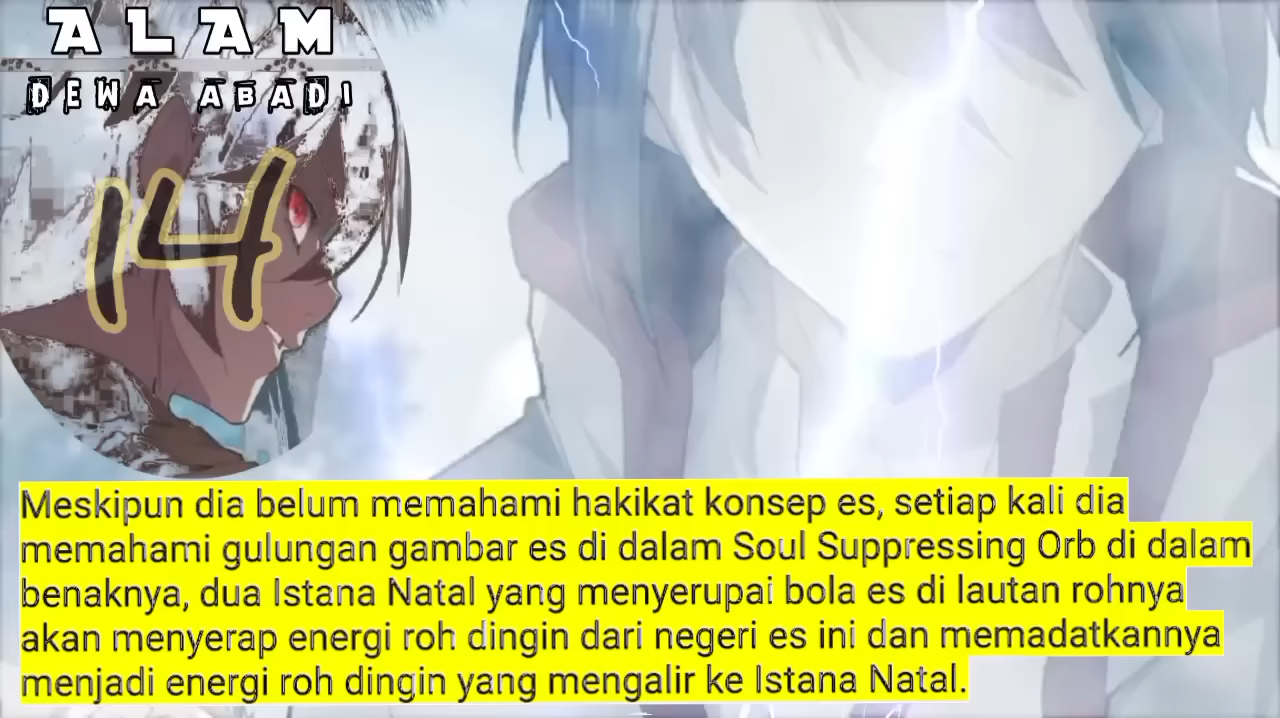 ALAM
DEWA ABADI
14
Meskipun dia belum memahami hakikat konsep es, setiap kali dia
memahami gulungan gambar es di dalam Soul Suppressing Orb di dalam
benaknya, dua Istana Natal yang menyerupai bola es di lautan rohnya
akan menyerap energi roh dingin dari negeri es ini dan memadatkannya
menjadi energi roh dingin yang mengalir ke Istana Natal.